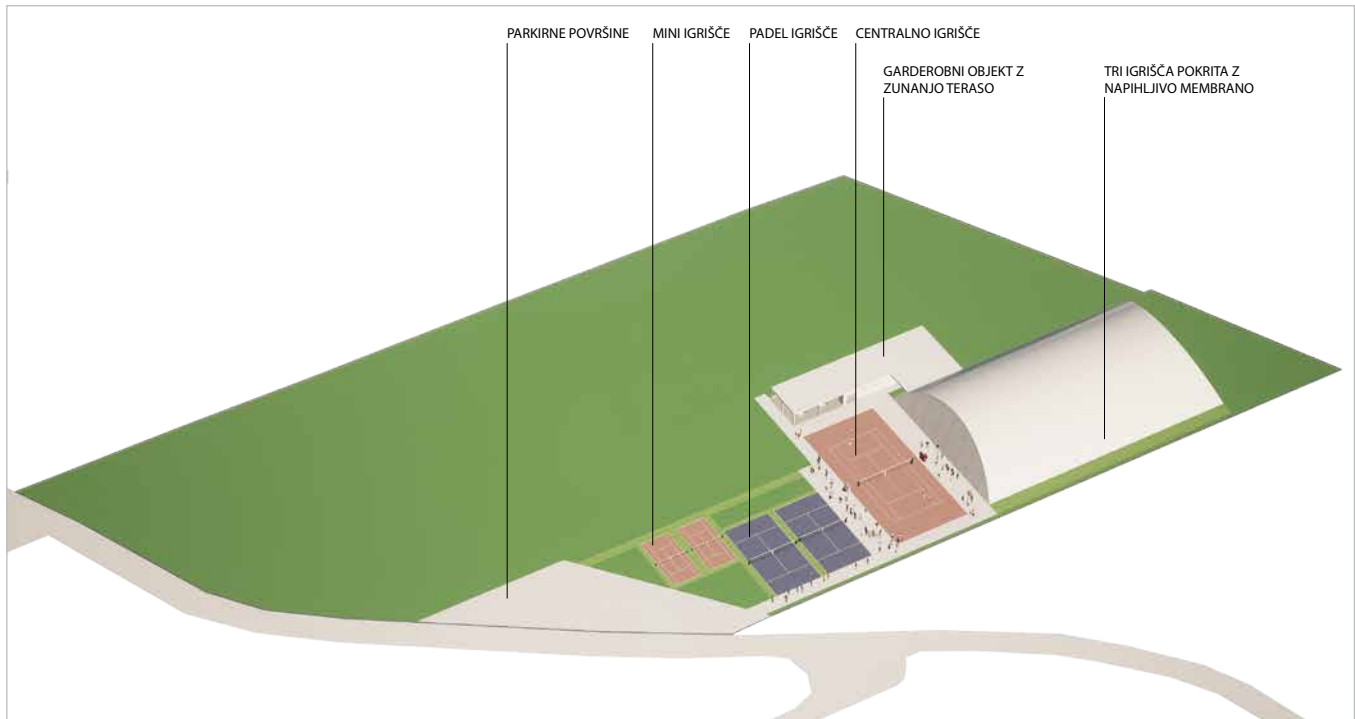 PARKIRNE POVRŠINE
MINI IGRIŠČE
PADEL IGRIŠČE
CENTRALNO IGRIŠČE
GARDEROBNI OBJEKT Z
ZUNANJO TERASO
TRI IGRIŠČA POKRITA Z
NAPIHLJIVO MEMBRANO